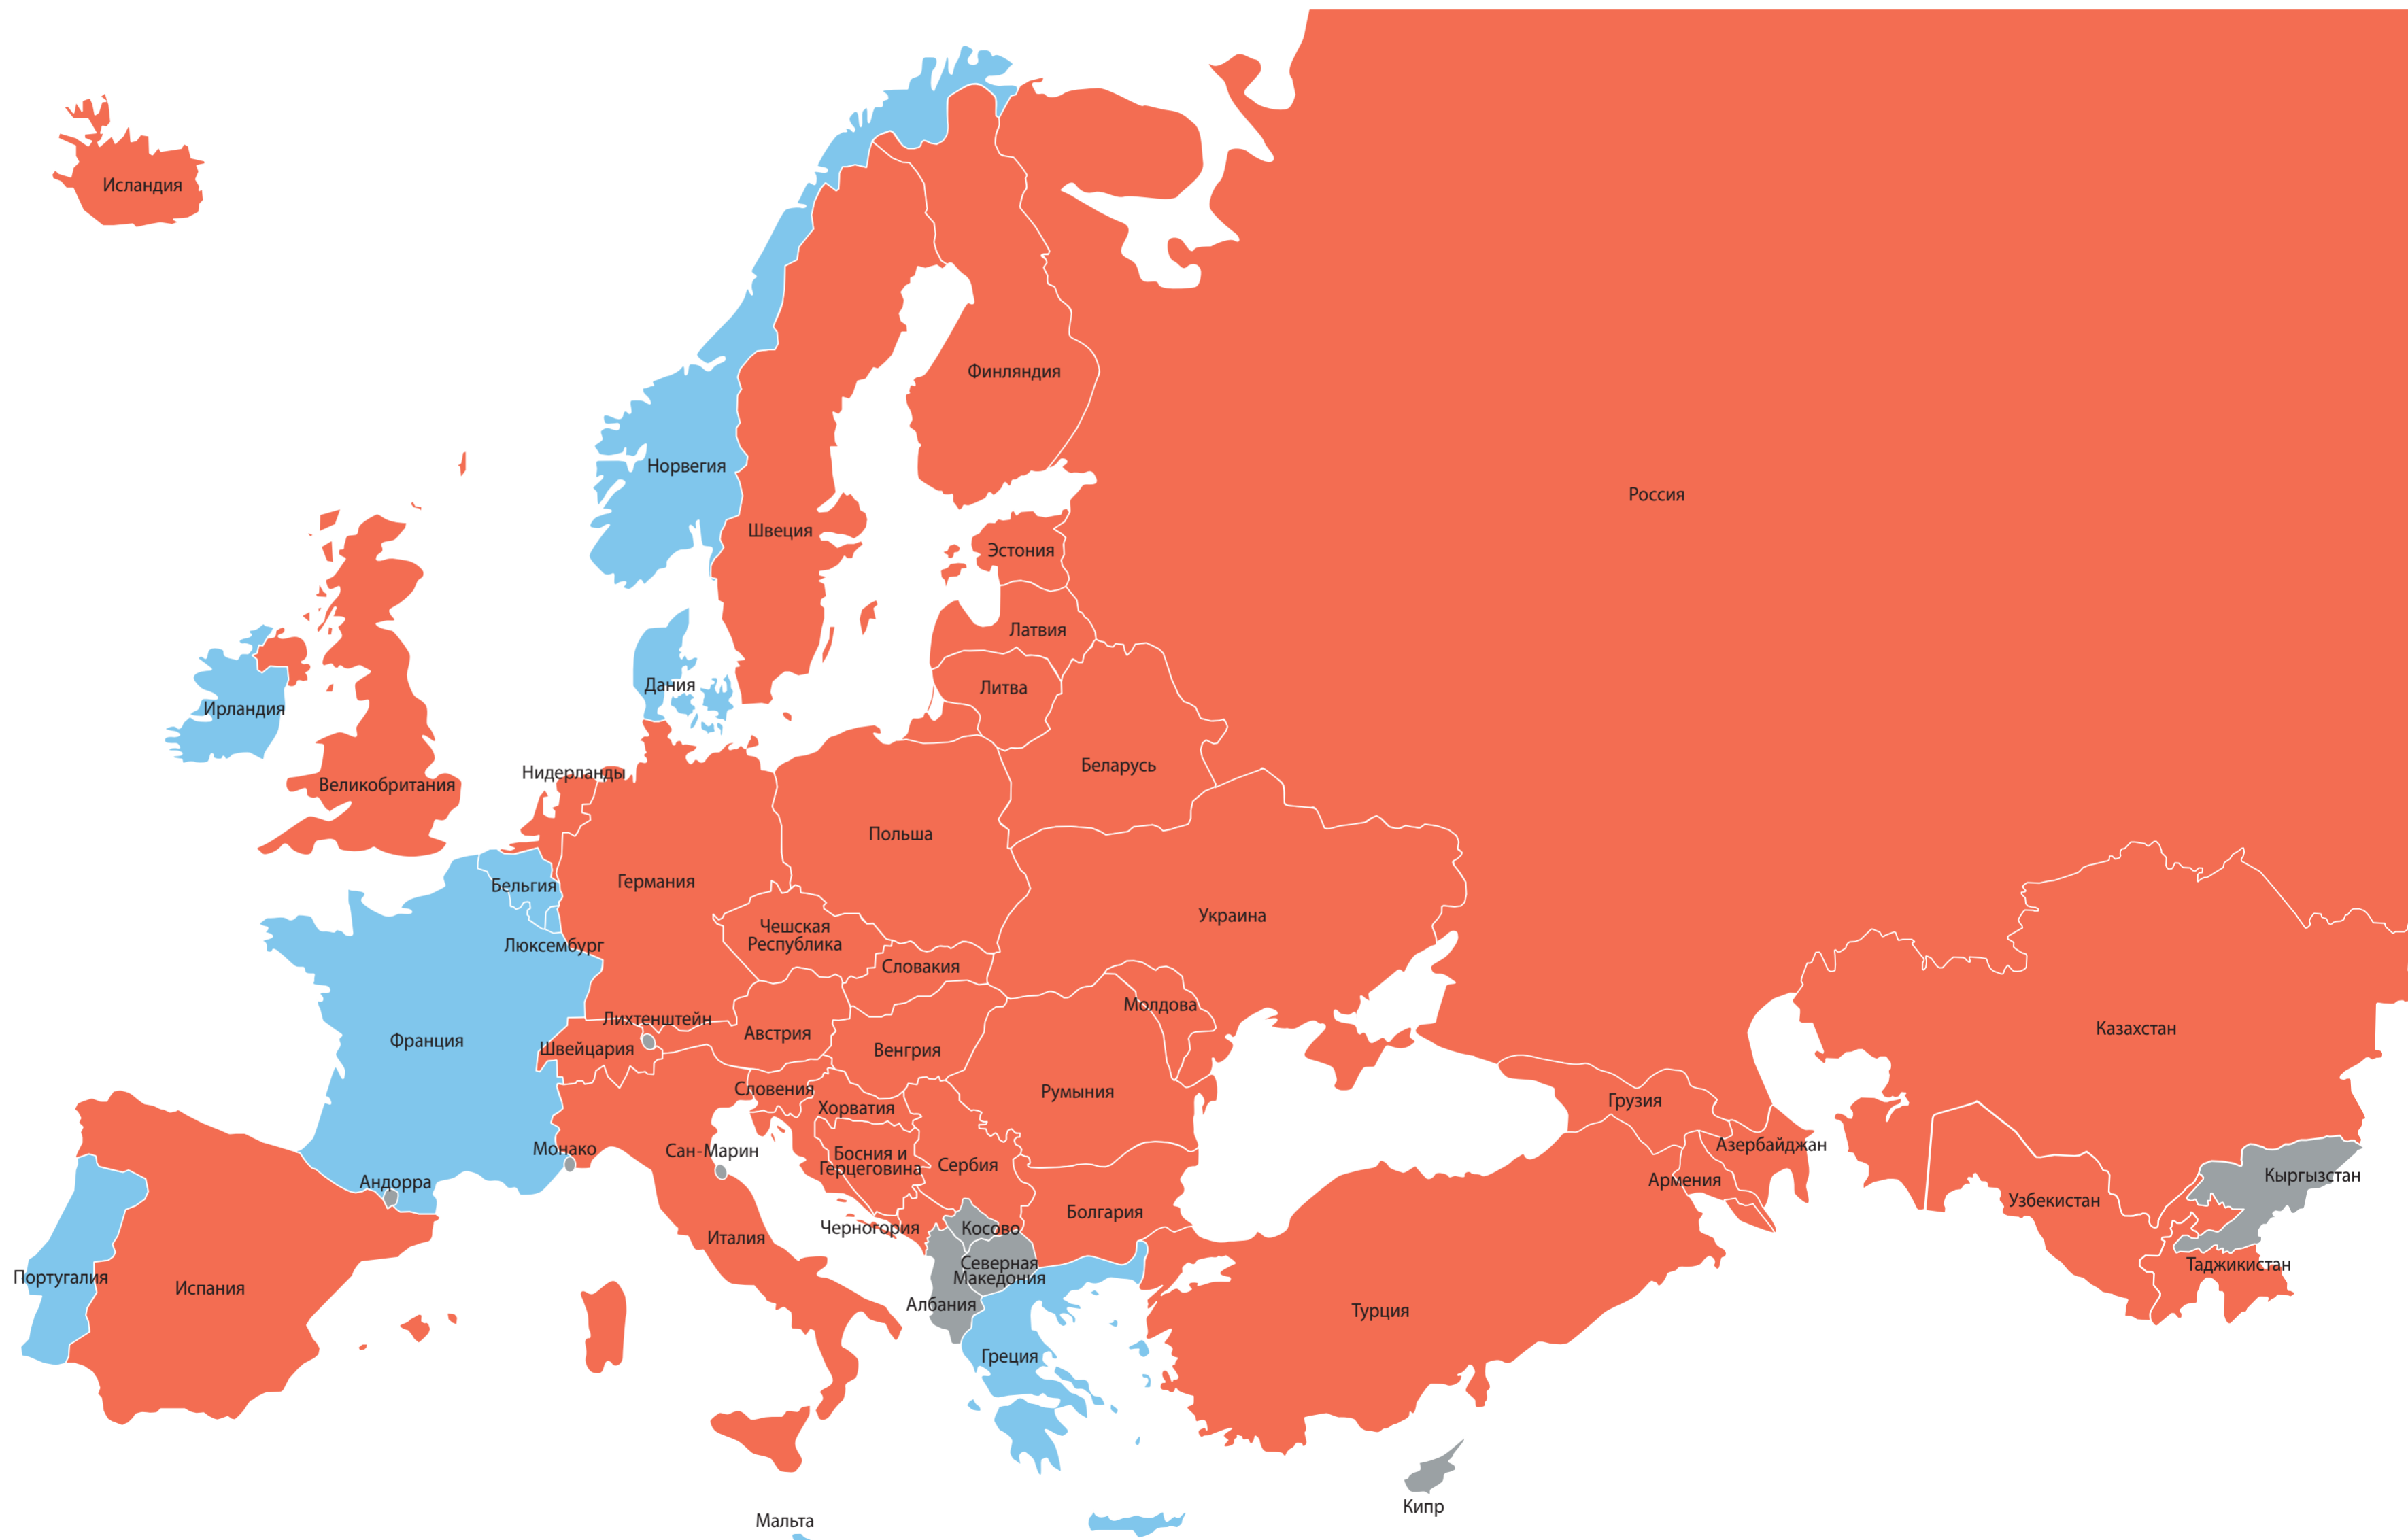 Исландия
Финляндия
Норвегия
Россия
Швеция
Эстония
Латвия
Дания
Литва
Ирландия
Беларусь
Нидерланды
Великобритания
Польша
Германия
Бельгия
Украина
Чешская
Республика
Люксембург
Словакия
Молдова
Лихтенштейн
Казахстан
Австрия
Франция
Швейцария
Венгрия
Словения
Румыния
Грузия
Хорватия
Азербайджан
Монако
Сан-Марин
Босния и
Герцеговина
Сербия
Кыргызстан
Андорра
Армения
Узбекистан
Болгария
Черногория
Косово
Италия
Северная
Македония
Таджикистан
Португалия
Испания
Албания
Турция
Греция
Кипр
Мальта